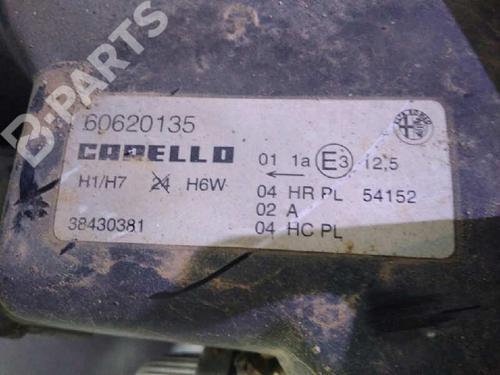 B-PARTS
60620135
CARELLO 01 1a E3 12,5
H1/H7 24 H6W 04 HR PL 54152
02 A
38430381 04 HC PL